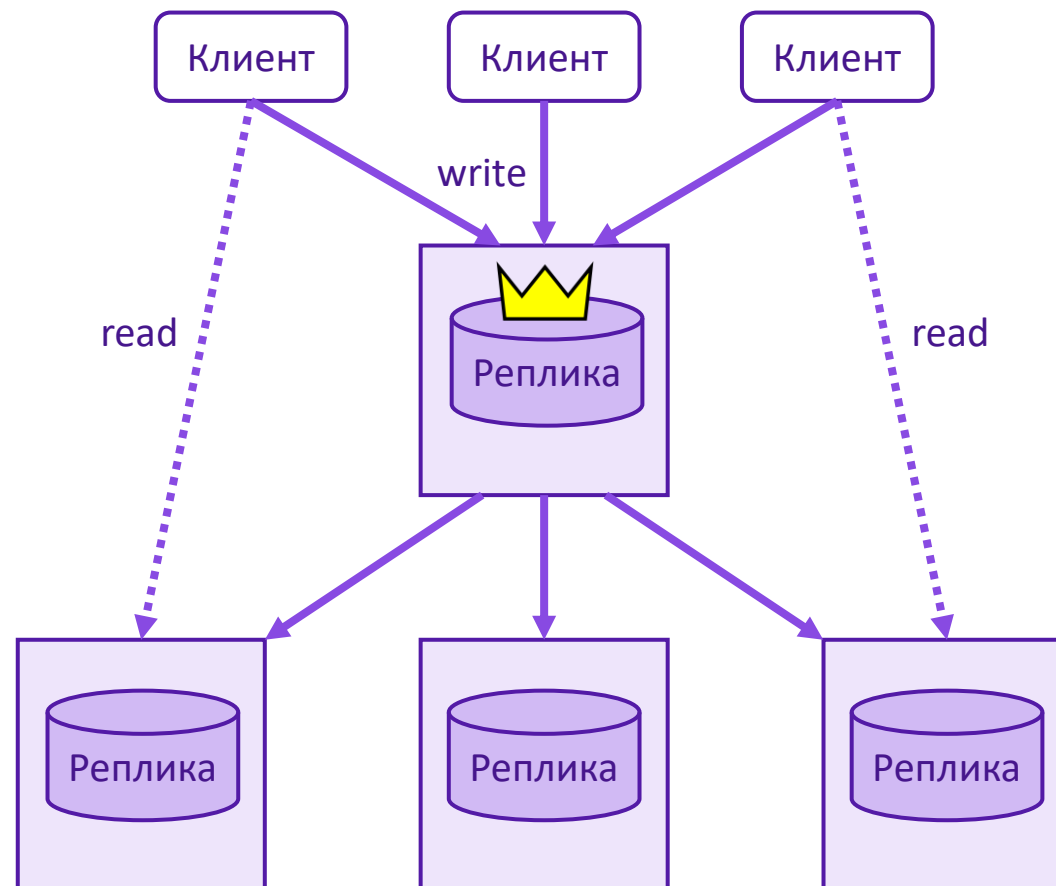 Клиент
Клиент
Клиент
write
read
read
Реплика
Реплика
Реплика
Реплика